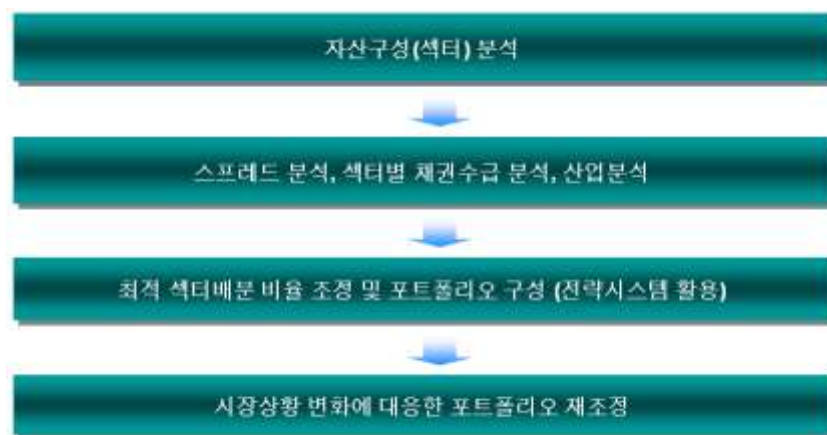 자산구성(섹터) 분석
스프레드 분석, 섹터별 채권수급 분석, 산업분석
최적 섹터배분 비율 조정 및 포트폴리오 구성 (전략시스템 활용)
시장상황 변화에 대응한 포트폴리오 재조정